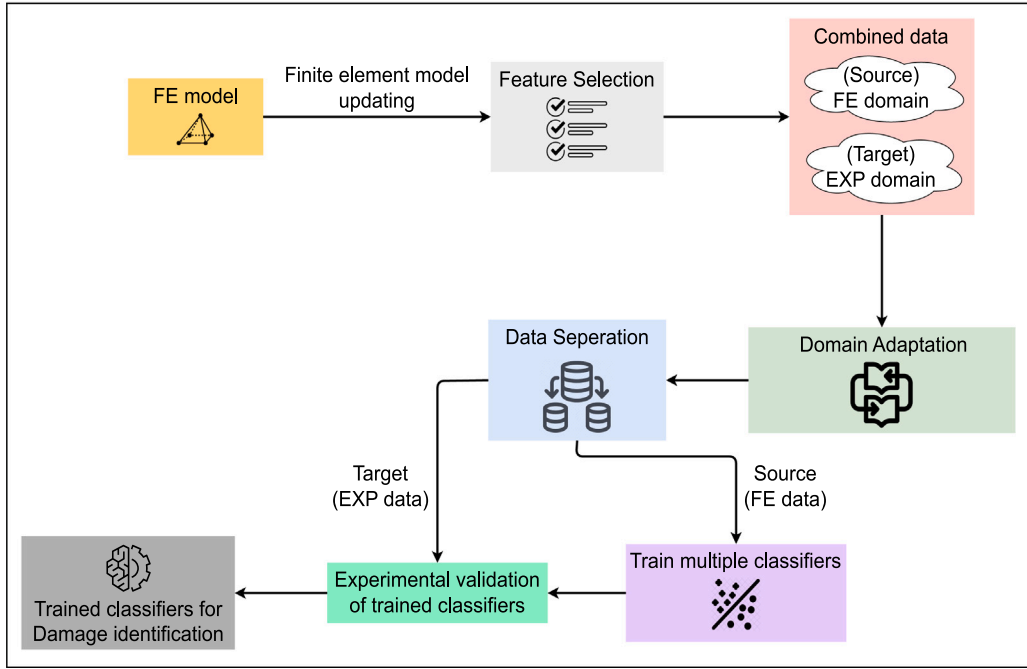 FE model
Finite element model
updating
Feature Selection
Combined data
(Source)
FE domain
(Target)
EXP domain
Domain Adaptation
Data Seperation
Target
(EXP data)
Source
(FE data)
Train multiple classifiers
Experimental validation
of trained classifiers
Trained classifiers for
Damage identification